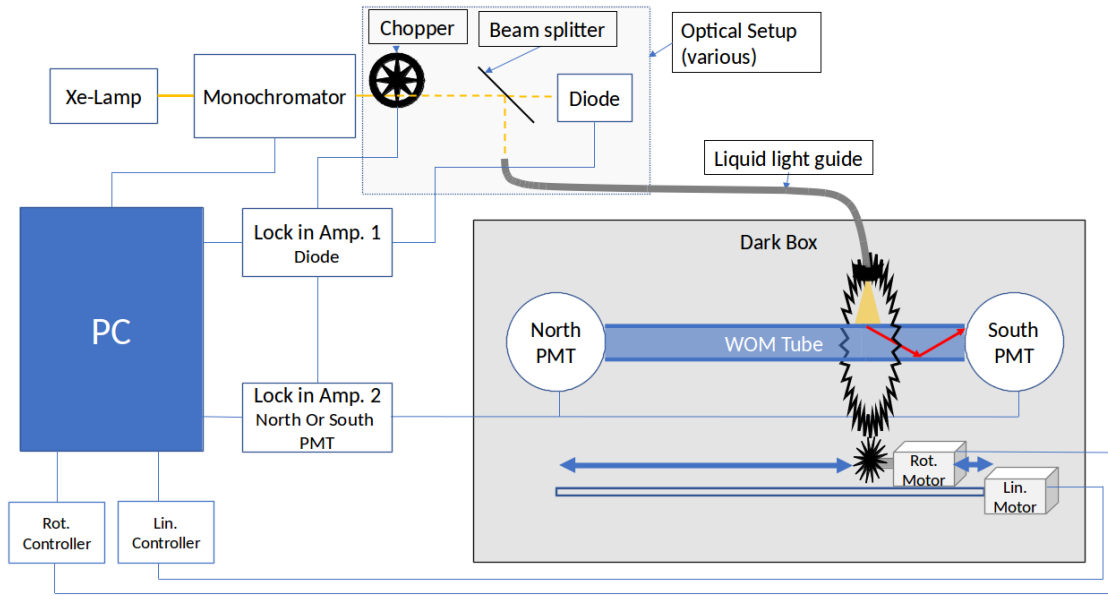 Chopper
Beam splitter
Optical Setup
(various)
Xe-Lamp
Monochromator
Diode
Liquid light guide
Lock in Amp. 1
Diode
Dark Box
PC
North
PMT
WOM Tube
South
PMT
Lock in Amp. 2
North Or South
PMT
Rot.
Motor
Lin.
Motor
Rot.
Controller
Lin.
Controller